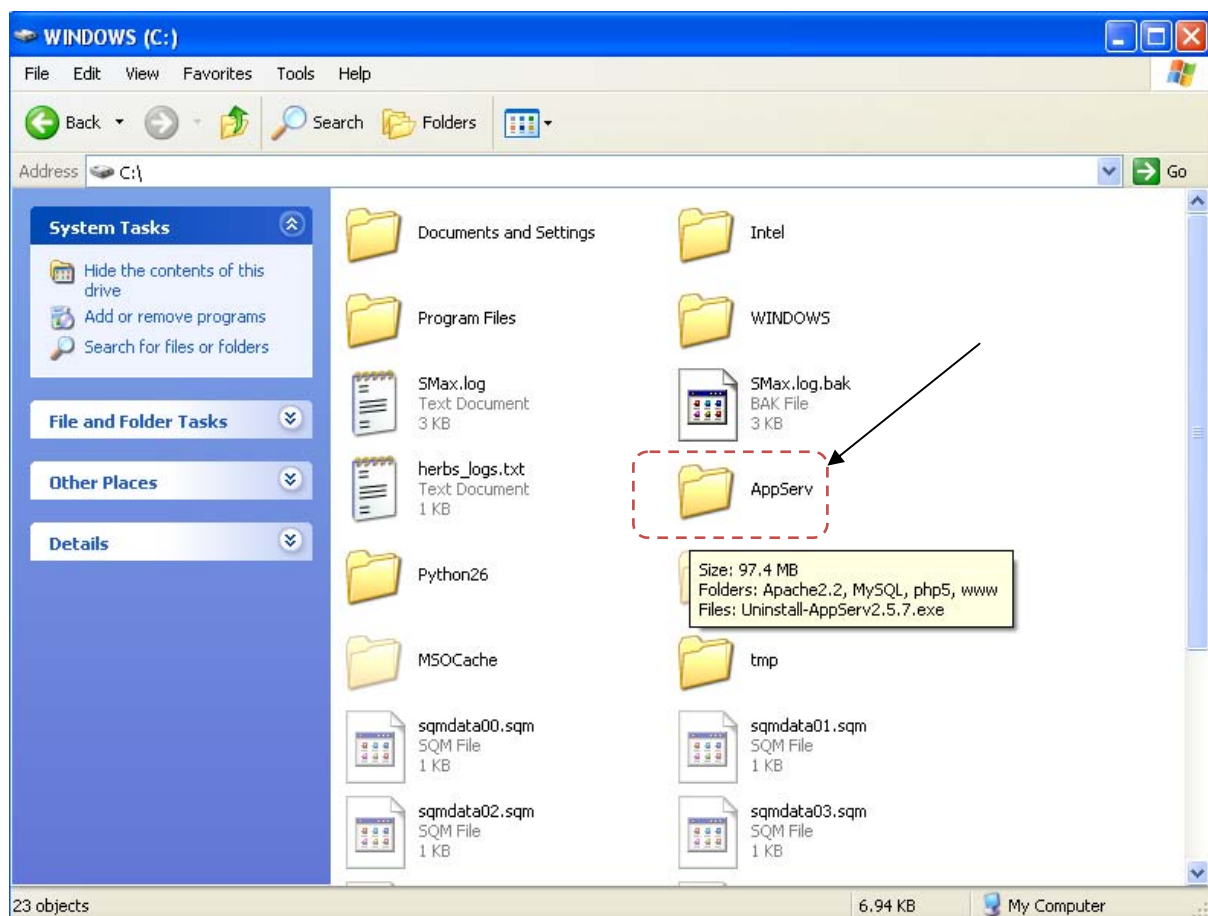 WINDOWS (C:)
File Edit View Favorites Tools Help
Back Search Folders
Address C:\ Go
System Tasks
Hide the contents of this
drive
Add or remove programs
Search for files or folders
File and Folder Tasks
Other Places
Details
Documents and Settings
Intel
Program Files
WINDOWS
SMax.log
Text Document
3 KB
SMax.log.bak
BAK File
3 KB
herbs_logs.txt
Text Document
1 KB
AppServ
Python26
Size: 97.4 MB
Folders: Apache2.2, MySQL, php5, www
Files: Uninstall-AppServ2.5.7.exe
MSOCache
tmp
sqmdata00.sqm
SQM File
1 KB
sqmdata01.sqm
SQM File
1 KB
sqmdata02.sqm
SQM File
1 KB
sqmdata03.sqm
SQM File
1 KB
23 objects 6.94 KB My Computer